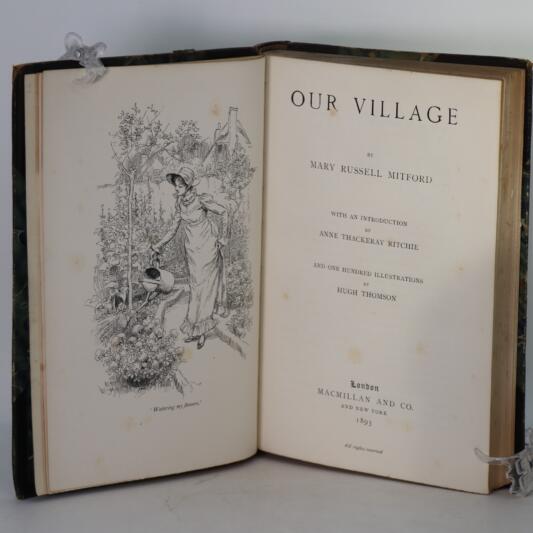 'Watering my flowers.'
OUR VILLAGE
BY
MARY RUSSELL MITFORD
WITH AN INTRODUCTION
BY
ANNE THACKERAY RITCHIE
AND ONE HUNDRED ILLUSTRATIONS
BY
HUGH THOMSON
London
MACMILLAN AND CO.
AND NEW YORK
1893
All rights reserved